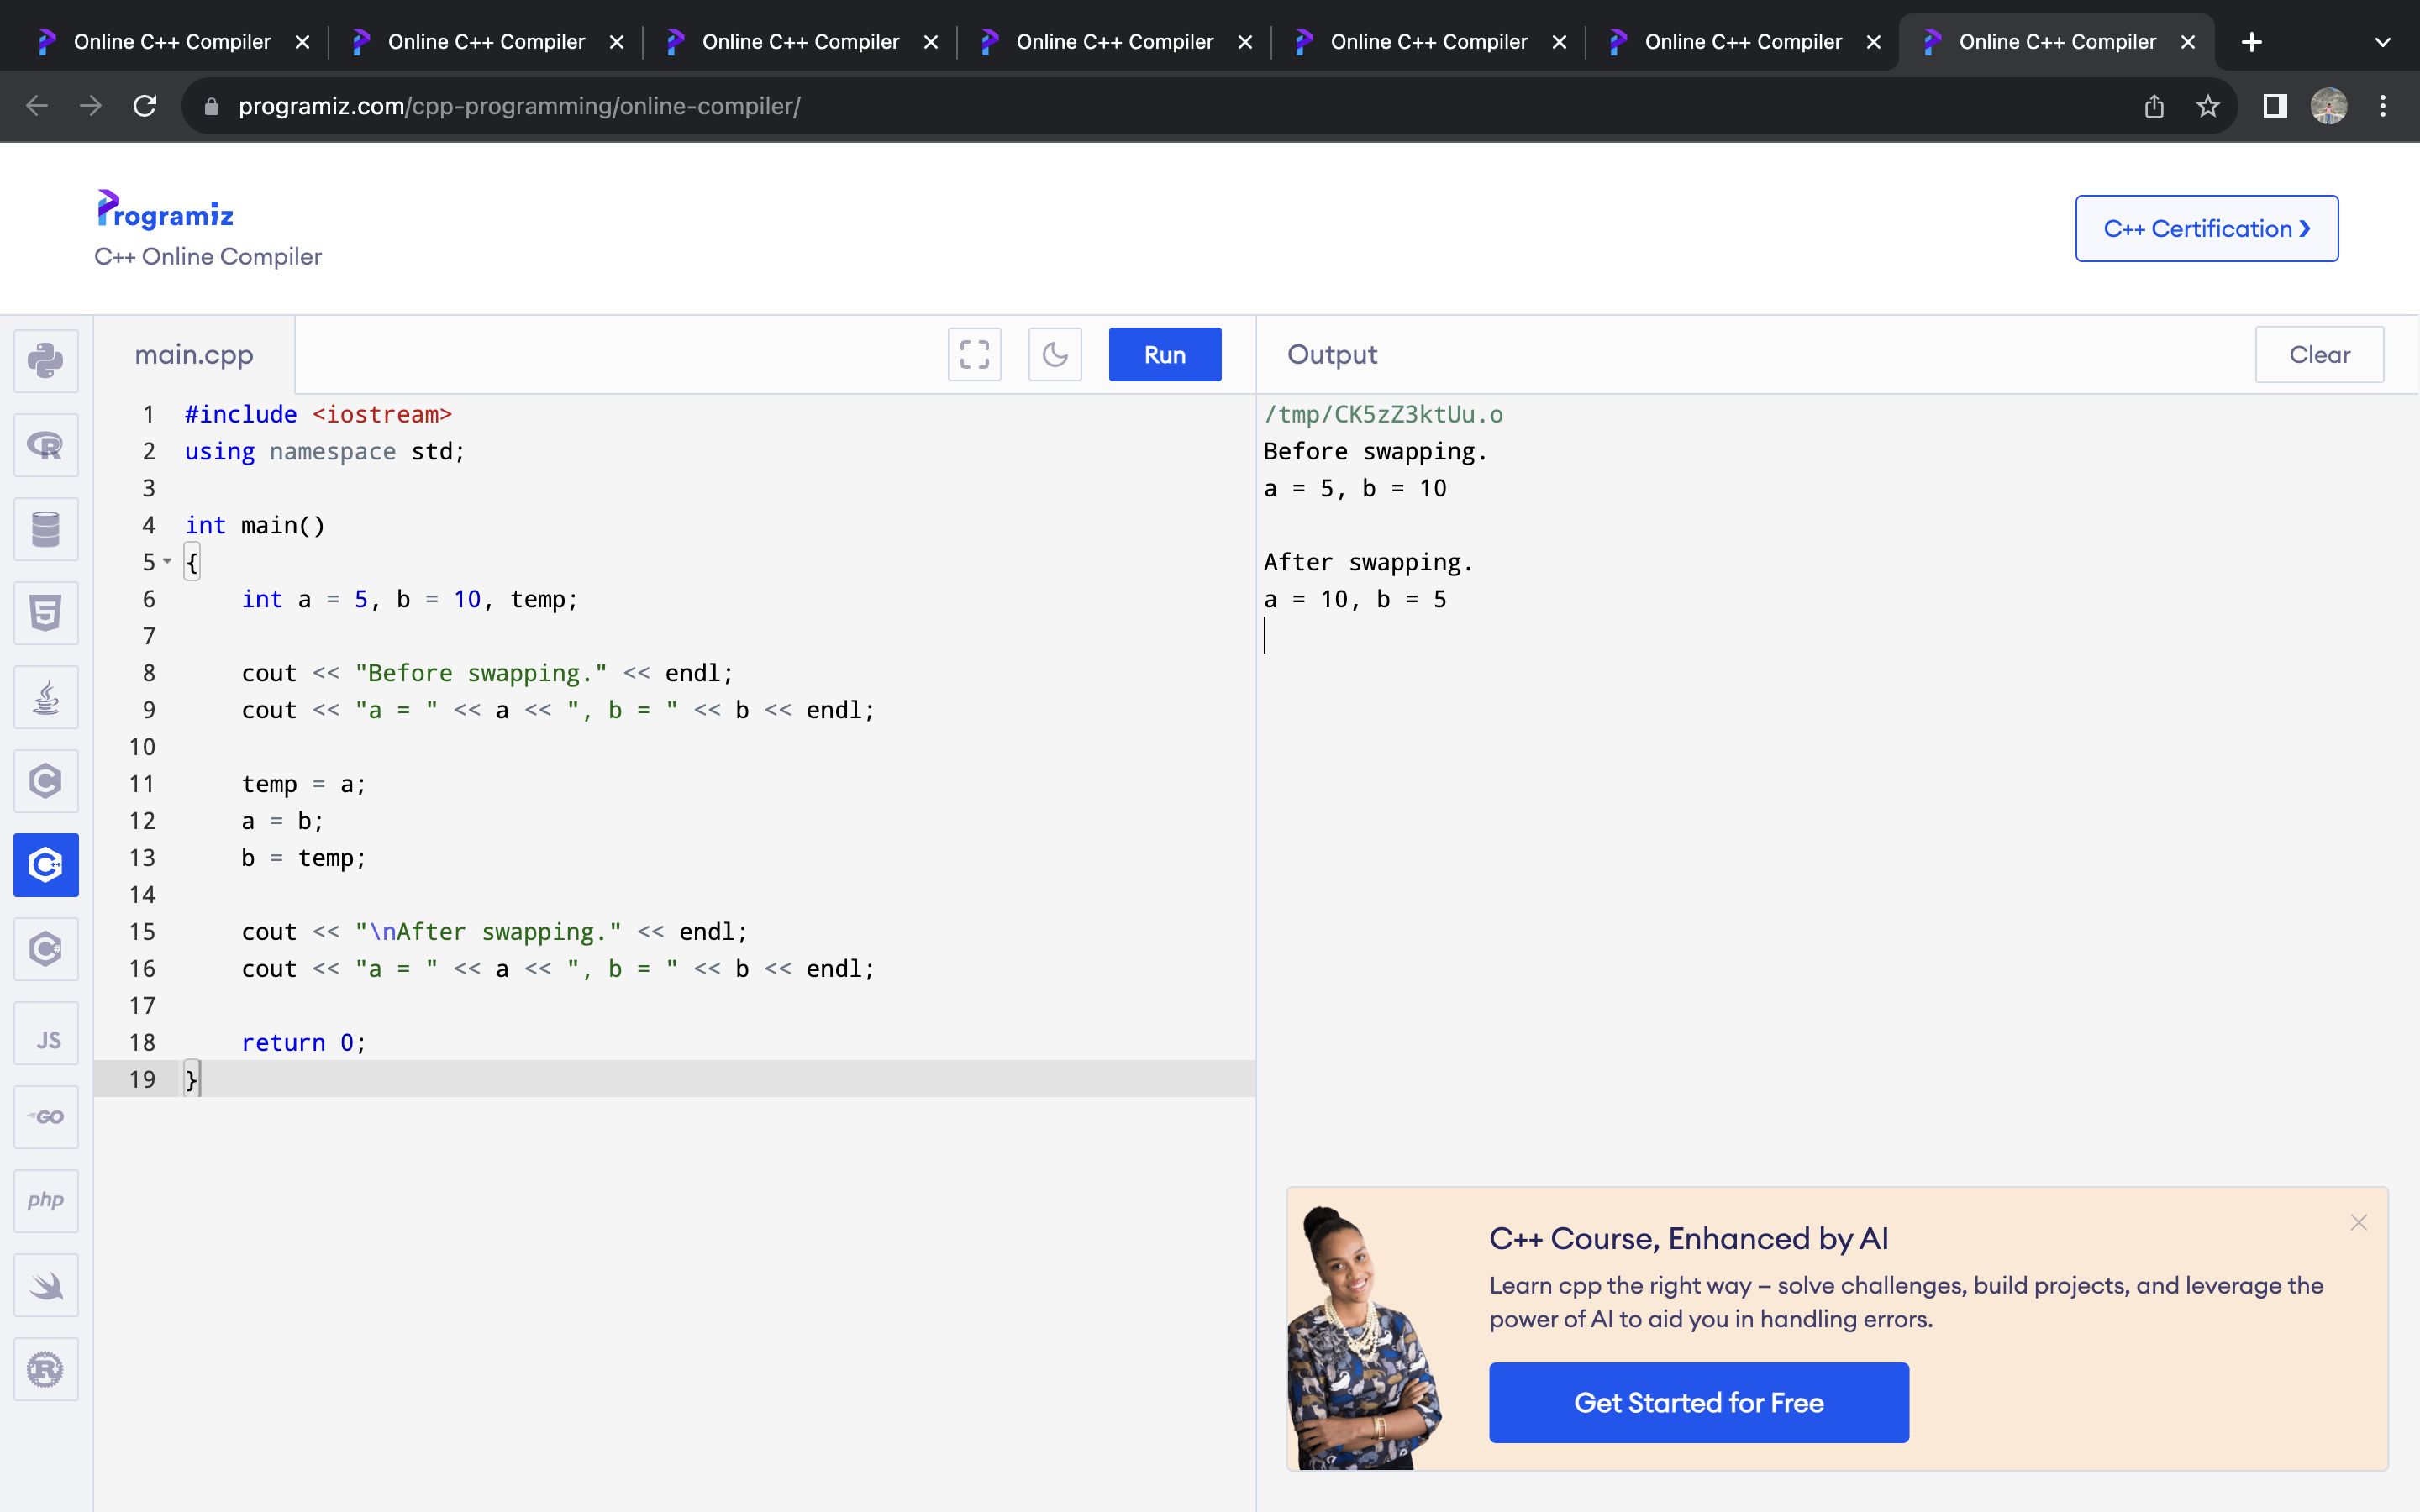 Online C++ Compiler Online C++ Compiler Online C++ Compiler Online C++ Compiler Online C++ Compiler Online C++ Compiler Online C++ Compiler
programiz.com/cpp-programming/online-compiler/
Programiz
C++ Online Compiler
C++ Certification ❯
main.cpp
Run
Output
Clear
1 #include <iostream>
2 using namespace std;
3
4 int main()
5 {
6     int a = 5, b = 10, temp;
7
8     cout << "Before swapping." << endl;
9     cout << "a = " << a << ", b = " << b << endl;
10
11     temp = a;
12     a = b;
13     b = temp;
14
15     cout << "\nAfter swapping." << endl;
16     cout << "a = " << a << ", b = " << b << endl;
17
18     return 0;
19 }
/tmp/CK5zZ3ktUu.o
Before swapping.
a = 5, b = 10
After swapping.
a = 10, b = 5
R
5
C
C++
C#
JS
GO
php
R
C++ Course, Enhanced by AI
Learn cpp the right way – solve challenges, build projects, and leverage the
power of AI to aid you in handling errors.
Get Started for Free